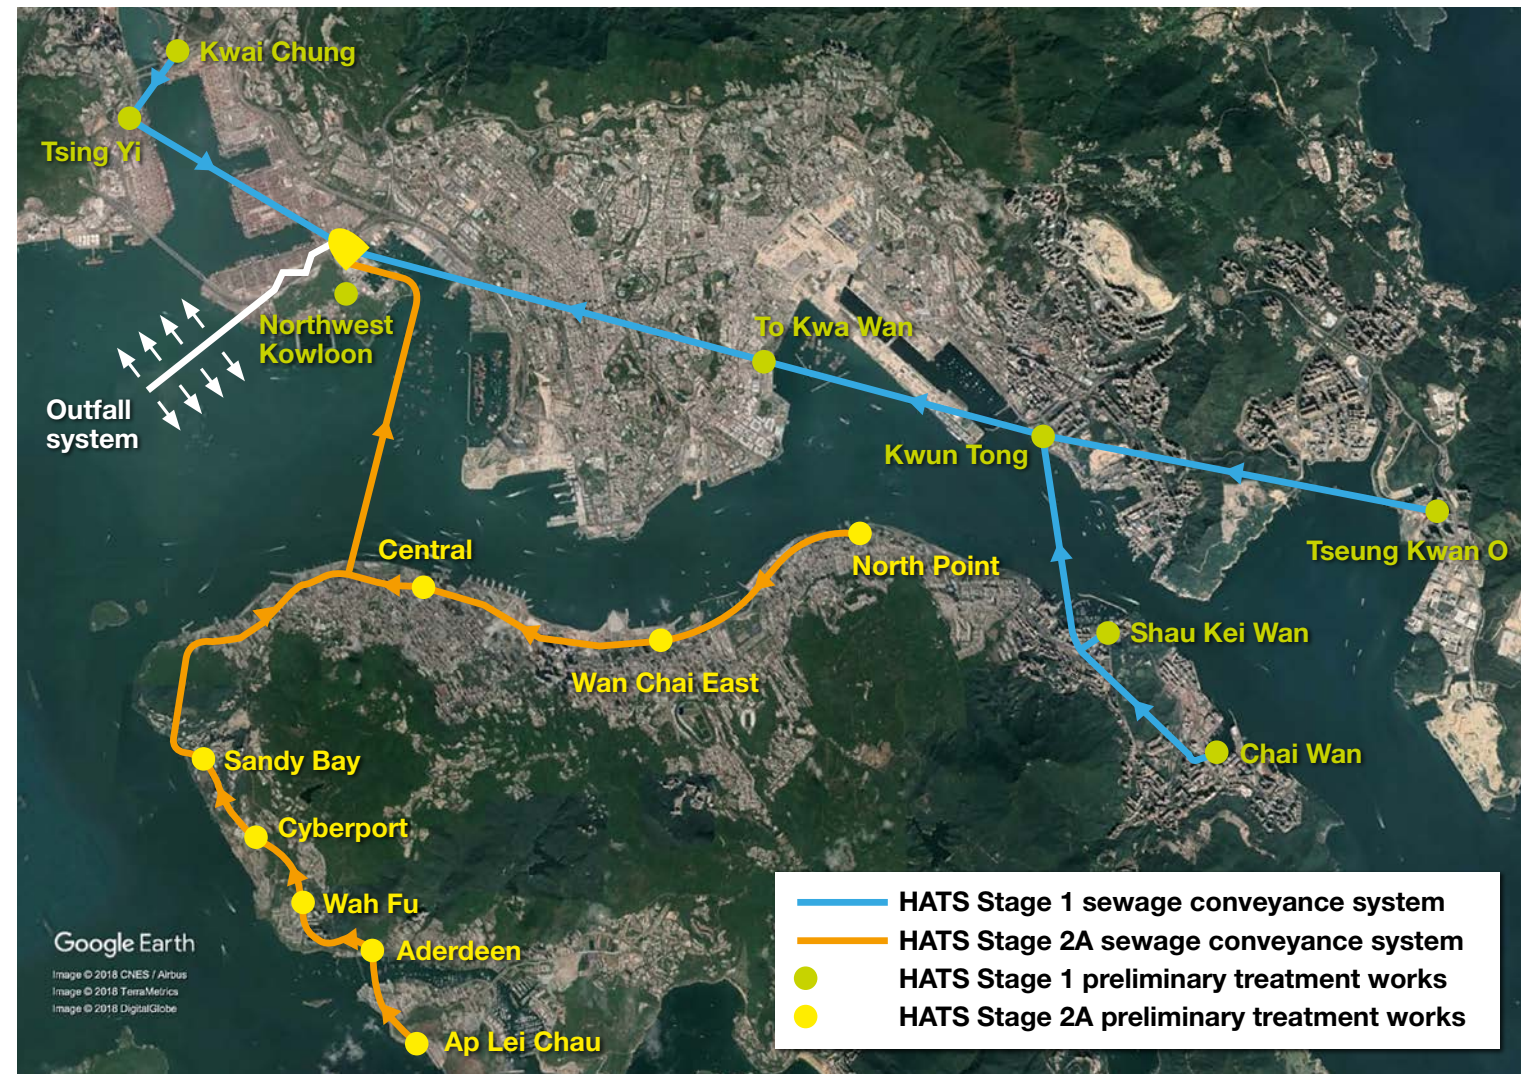 Kwai Chung
Tsing Yi
Northwest
Kowloon
To Kwa Wan
Outfall
system
Kwun Tong
Tseung Kwan O
Central
North Point
Shau Kei Wan
Wan Chai East
Chai Wan
Sandy Bay
Cyberport
Wah Fu
Aderdeen
Ap Lei Chau
Google Earth
Image © 2018 CNES / Airbus
Image © 2018 TerraMetrics
Image © 2018 DigitalGlobe
HATS Stage 1 sewage conveyance system
HATS Stage 2A sewage conveyance system
HATS Stage 1 preliminary treatment works
HATS Stage 2A preliminary treatment works